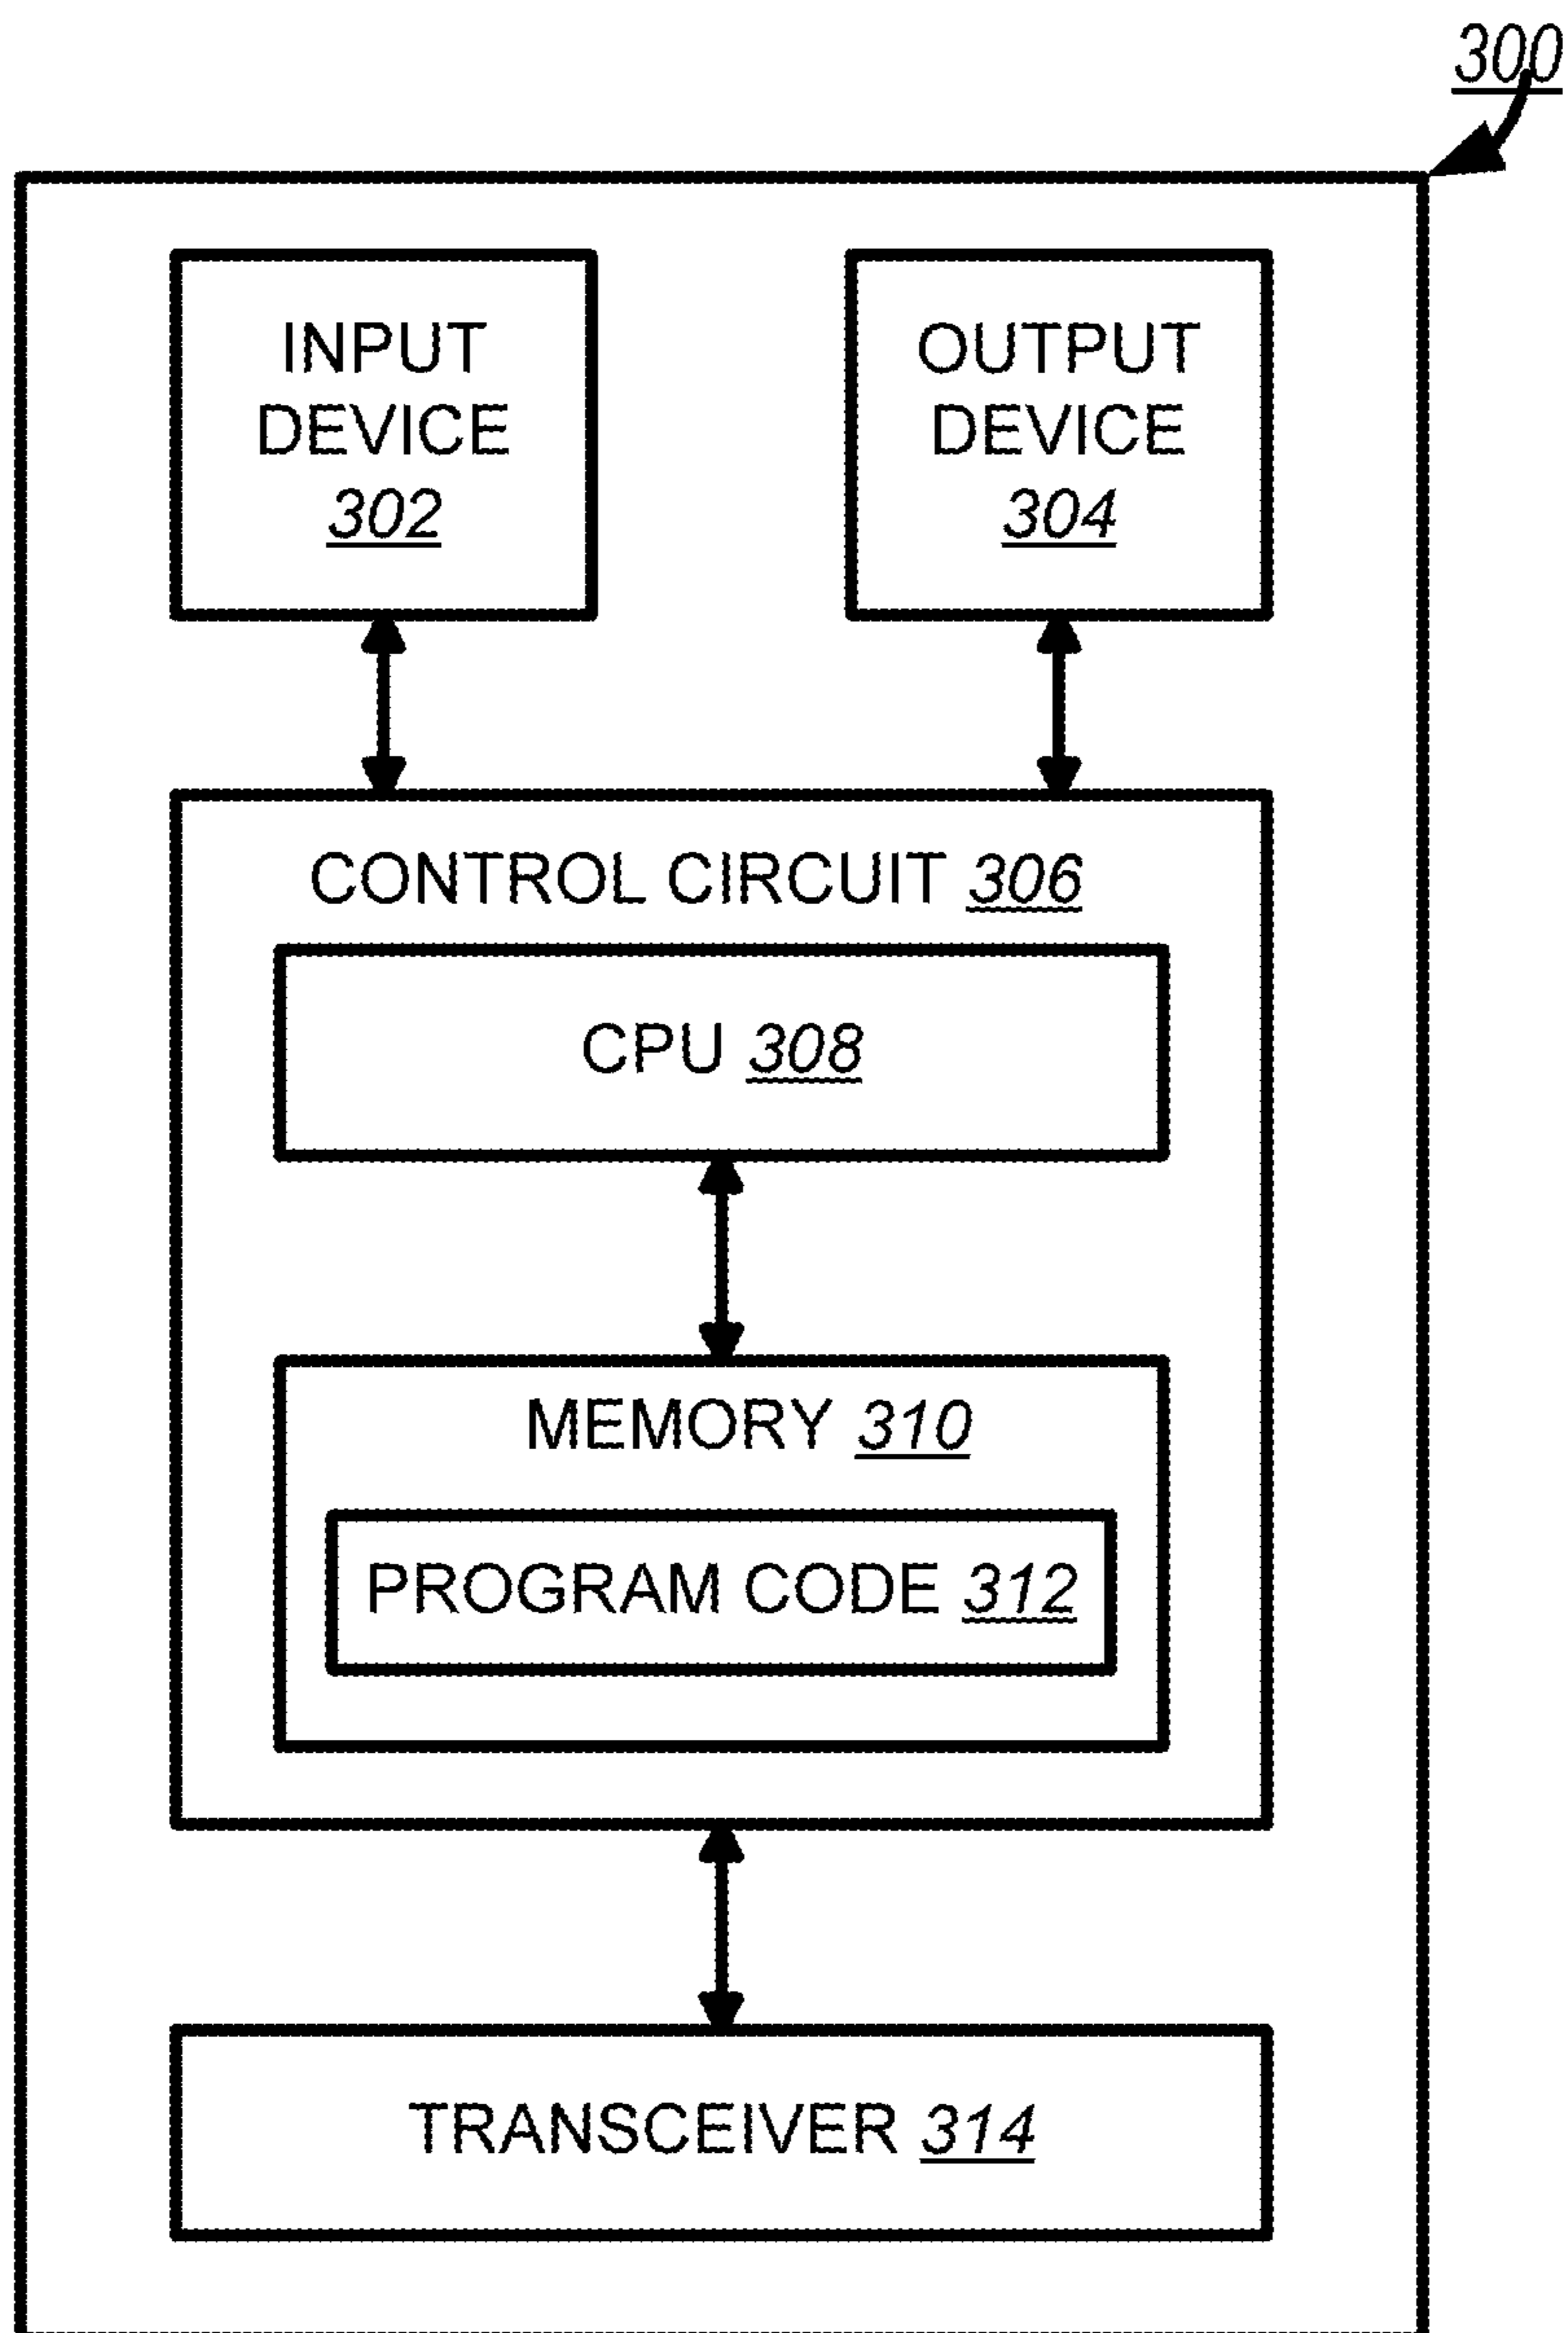 300
INPUT
DEVICE
302
OUTPUT
DEVICE
304
CONTROL CIRCUIT 306
CPU 308
MEMORY 310
PROGRAM CODE 312
TRANSCEIVER 314